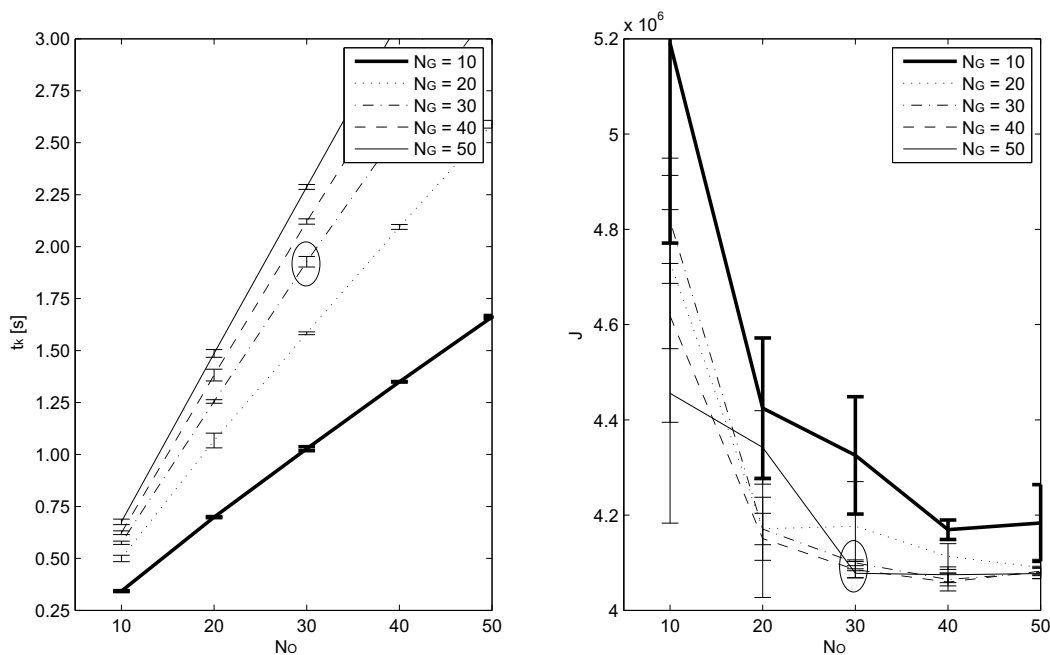 3.00
2.75
2.50
2.25
2.00
1.75
1.50
1.25
1.00
0.75
0.50
0.25
10 20 30 40 50
NO
tk [s]
NG = 10
NG = 20
NG = 30
NG = 40
NG = 50
x 10 6
5.2
5
4.8
4.6
4.4
4.2
4
10 20 30 40 50
NO
J
NG = 10
NG = 20
NG = 30
NG = 40
NG = 50